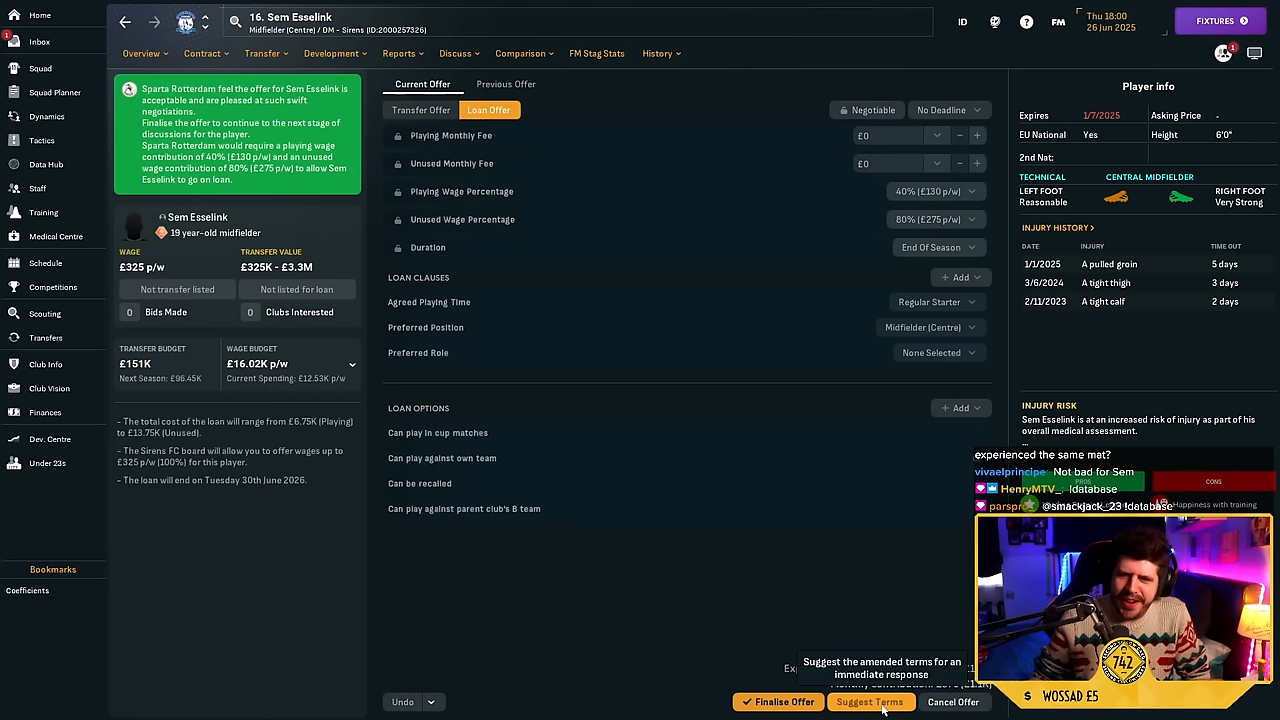 16. Sem Esselink
Midfielder (Centre) / DM - Sirens (ID:2000257326)
ID
FM
Thu 18:00
26 Jun 2025
FIXTURES
Overview
Contract
Transfer
Development
Reports
Discuss
Comparison
FM Stag Stats
History
1
Home
1
Inbox
Squad
Squad Planner
Dynamics
Tactics
Data Hub
Staff
Training
Medical Centre
Schedule
Competitions
Scouting
Transfers
Club Info
Club Vision
Finances
Dev. Centre
Under 23s
Bookmarks
Coefficients
Sparta Rotterdam feel the offer for Sem Esselink is
acceptable and are pleased at such swift
negotiations.
Finalise the offer to continue to the next stage of
discussions for the player.
Sparta Rotterdam would require a playing wage
contribution of 40% (£130 p/w) and an unused
wage contribution of 80% (£275 p/w) to allow Sem
Esselink to go on loan.
Sem Esselink
19 year-old midfielder
WAGE
TRANSFER VALUE
£325 p/w
£325K - £3.3M
Not transfer listed
Not listed for loan
0 Bids Made
0 Clubs Interested
TRANSFER BUDGET
WAGE BUDGET
£151K
£16.02K p/w
Next Season: £96.45K
Current Spending: £12.53K p/w
- The total cost of the loan will range from £6.75K (Playing)
to £13.75K (Unused).
- The Sirens FC board will allow you to offer wages up to
£325 p/w (100%) for this player.
- The loan will end on Tuesday 30th June 2026.
Current Offer
Previous Offer
Transfer Offer
Loan Offer
Negotiable
No Deadline
Playing Monthly Fee
£0
Unused Monthly Fee
£0
Playing Wage Percentage
40% (£130 p/w)
Unused Wage Percentage
80% (£275 p/w)
Duration
End Of Season
LOAN CLAUSES
+ Add
Agreed Playing Time
Regular Starter
Preferred Position
Midfielder (Centre)
Preferred Role
None Selected
LOAN OPTIONS
+ Add
Can play In cup matches
Can play against own team
Can be recalled
Can play against parent club's B team
Suggest the amended terms for an
immediate response
Undo
Finalise Offer
Suggest Terms
Cancel Offer
Player info
Expires 1/7/2025
Asking Price -
EU National Yes
Height 6'0"
2nd Nat:
TECHNICAL
CENTRAL MIDFIELDER
LEFT FOOT
Reasonable
RIGHT FOOT
Very Strong
INJURY HISTORY >
DATE INJURY TIME OUT
1/1/2025 A pulled groin 5 days
3/6/2024 A tight thigh 3 days
2/11/2023 A tight calf 2 days
INJURY RISK
Sem Esselink is at an increased risk of injury as part of his
overall medical assessment.
...
experienced the same mat?
vivaelprincipe: Not bad for Sem
PROS
CONS
HenryMTV_: !database
@smackjack_23 !database
Happiness with training
742
$ WOSSAD £5